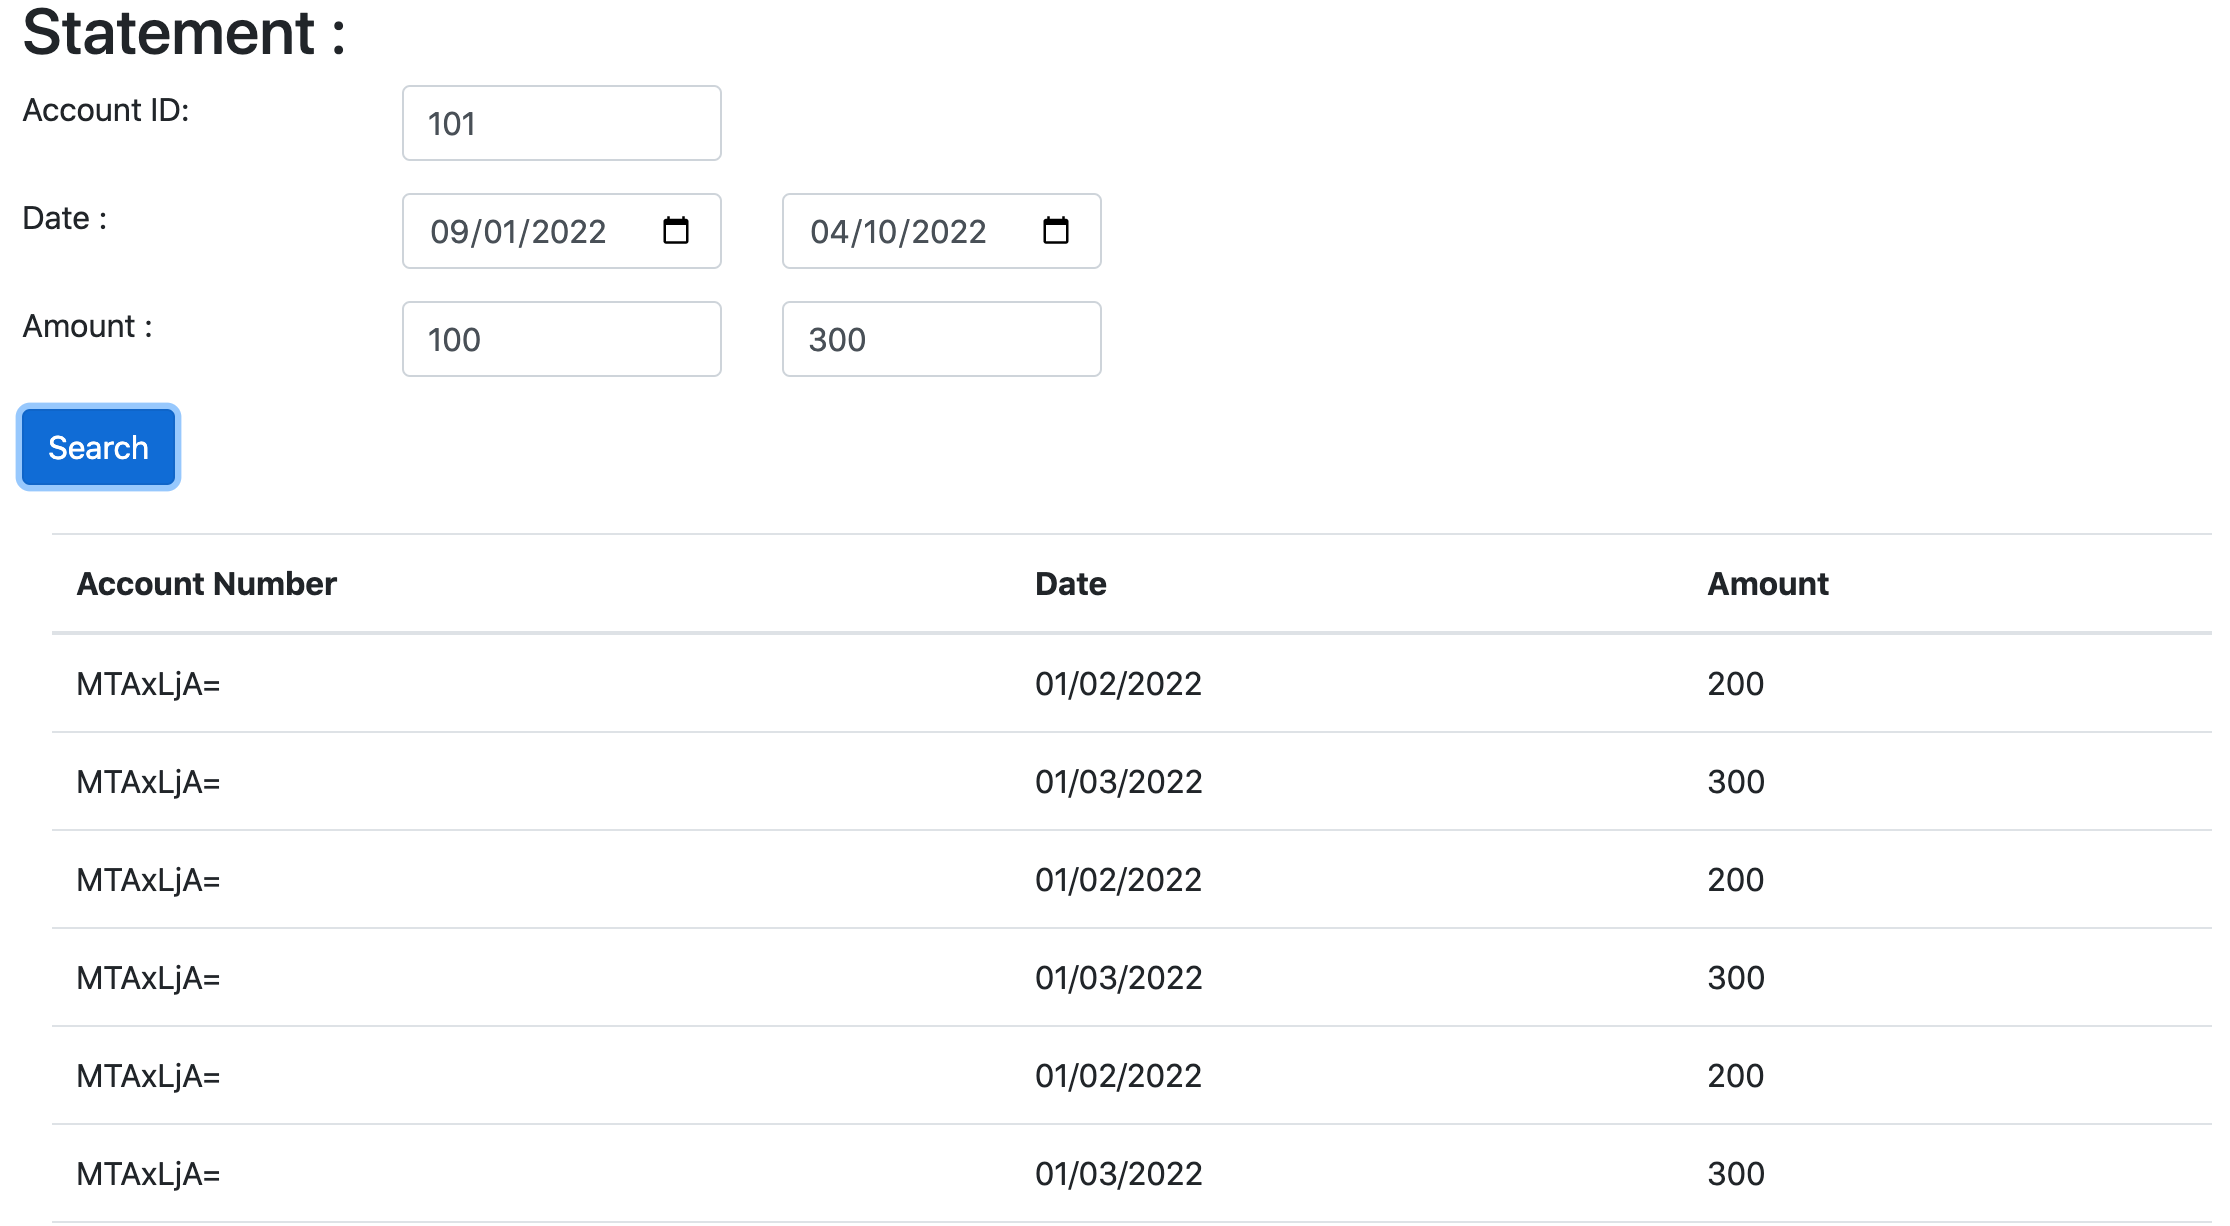 Statement :
Account ID: 101
Date : 09/01/2022 04/10/2022
Amount : 100 300
Search
Account Number Date Amount
MTAxLjA= 01/02/2022 200
MTAxLjA= 01/03/2022 300
MTAxLjA= 01/02/2022 200
MTAxLjA= 01/03/2022 300
MTAxLjA= 01/02/2022 200
MTAxLjA= 01/03/2022 300